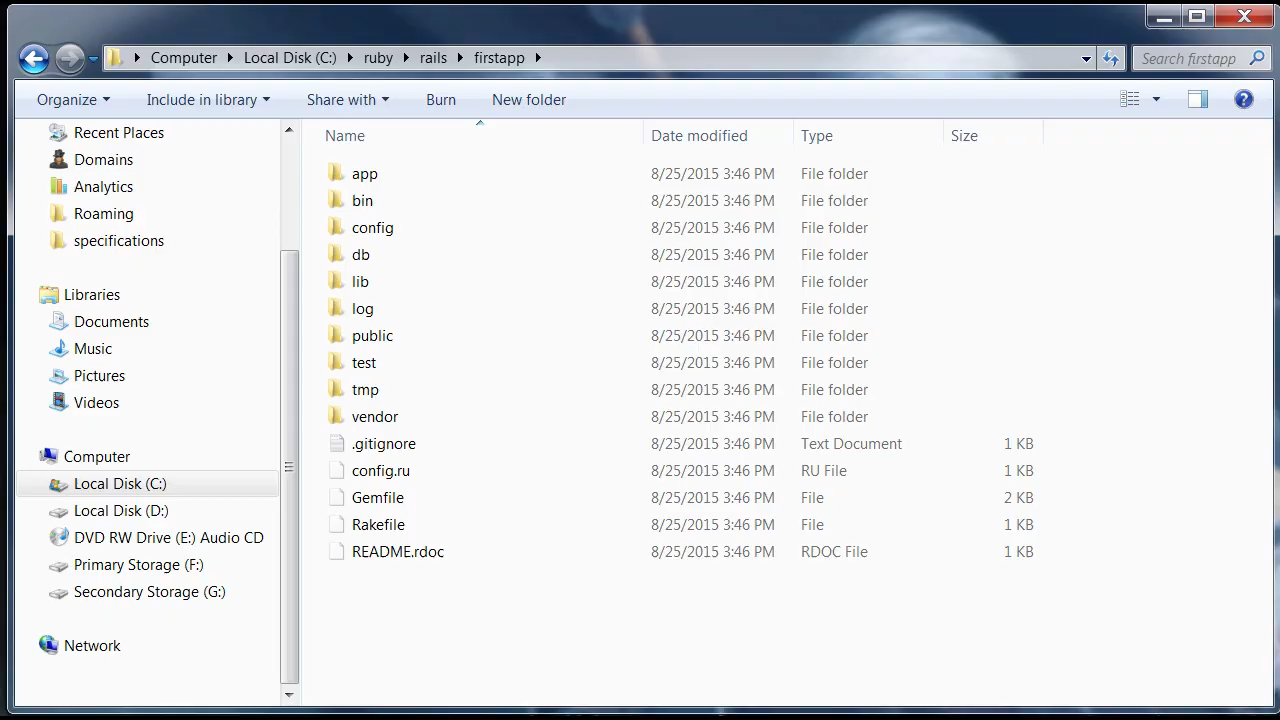 Computer Local Disk (C:) ruby rails firstapp Search firstapp
Organize Include in library Share with Burn New folder
Recent Places
Domains
Analytics
Roaming
specifications
Libraries
Documents
Music
Pictures
Videos
Computer
Local Disk (C:)
Local Disk (D:)
DVD RW Drive (E:) Audio CD
Primary Storage (F:)
Secondary Storage (G:)
Network
Name Date modified Type Size
app 8/25/2015 3:46 PM File folder
bin 8/25/2015 3:46 PM File folder
config 8/25/2015 3:46 PM File folder
db 8/25/2015 3:46 PM File folder
lib 8/25/2015 3:46 PM File folder
log 8/25/2015 3:46 PM File folder
public 8/25/2015 3:46 PM File folder
test 8/25/2015 3:46 PM File folder
tmp 8/25/2015 3:46 PM File folder
vendor 8/25/2015 3:46 PM File folder
.gitignore 8/25/2015 3:46 PM Text Document 1 KB
config.ru 8/25/2015 3:46 PM RU File 1 KB
Gemfile 8/25/2015 3:46 PM File 2 KB
Rakefile 8/25/2015 3:46 PM File 1 KB
README.rdoc 8/25/2015 3:46 PM RDOC File 1 KB